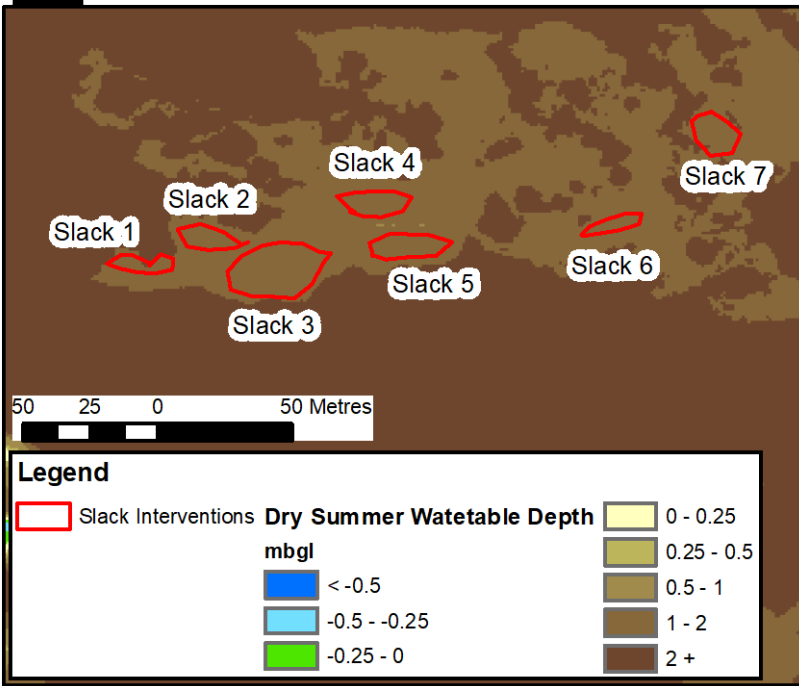 Slack 4
Slack 7
Slack 2
Slack 1
Slack 6
Slack 5
Slack 3
50 25 0 50 Metres
Legend
Slack Interventions
Dry Summer Watetable Depth
mbgl
< -0.5
-0.5 - -0.25
-0.25 - 0
0 - 0.25
0.25 - 0.5
0.5 - 1
1 - 2
2 +